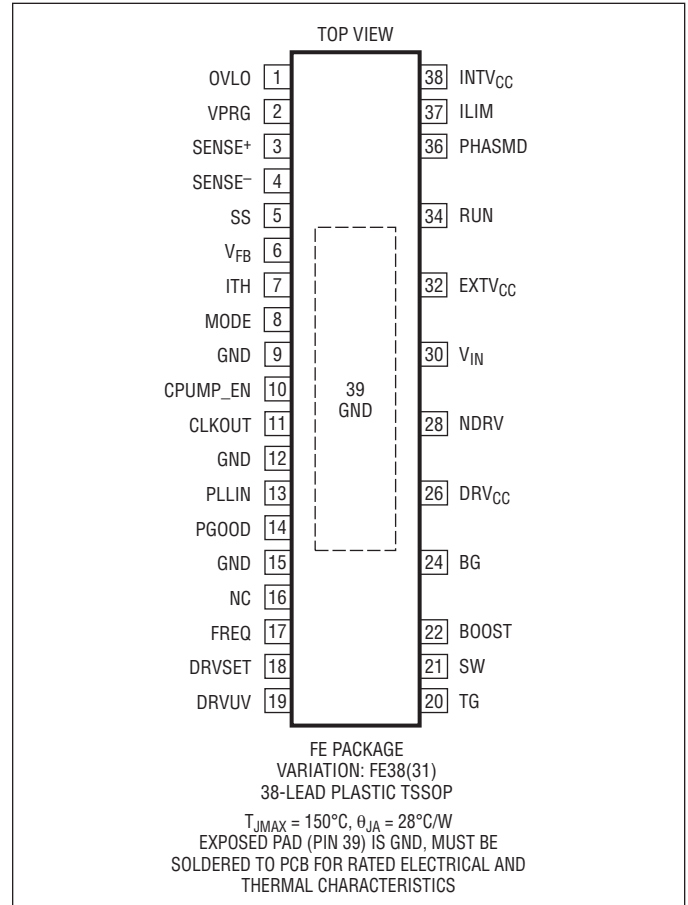 TOP VIEW
OVLO 1
VPRG 2
SENSE+ 3
SENSE– 4
SS 5
VFB 6
ITH 7
MODE 8
GND 9
CPUMP_EN 10
CLKOUT 11
GND 12
PLLIN 13
PGOOD 14
GND 15
NC 16
FREQ 17
DRVSET 18
DRVUV 19
39
GND
38 INTVCC
37 ILIM
36 PHASMD
34 RUN
32 EXTVCC
30 VIN
28 NDRV
26 DRVCC
24 BG
22 BOOST
21 SW
20 TG
FE PACKAGE
VARIATION: FE38(31)
38-LEAD PLASTIC TSSOP
TJMAX = 150°C, θJA = 28°C/W
EXPOSED PAD (PIN 39) IS GND, MUST BE
SOLDERED TO PCB FOR RATED ELECTRICAL AND
THERMAL CHARACTERISTICS